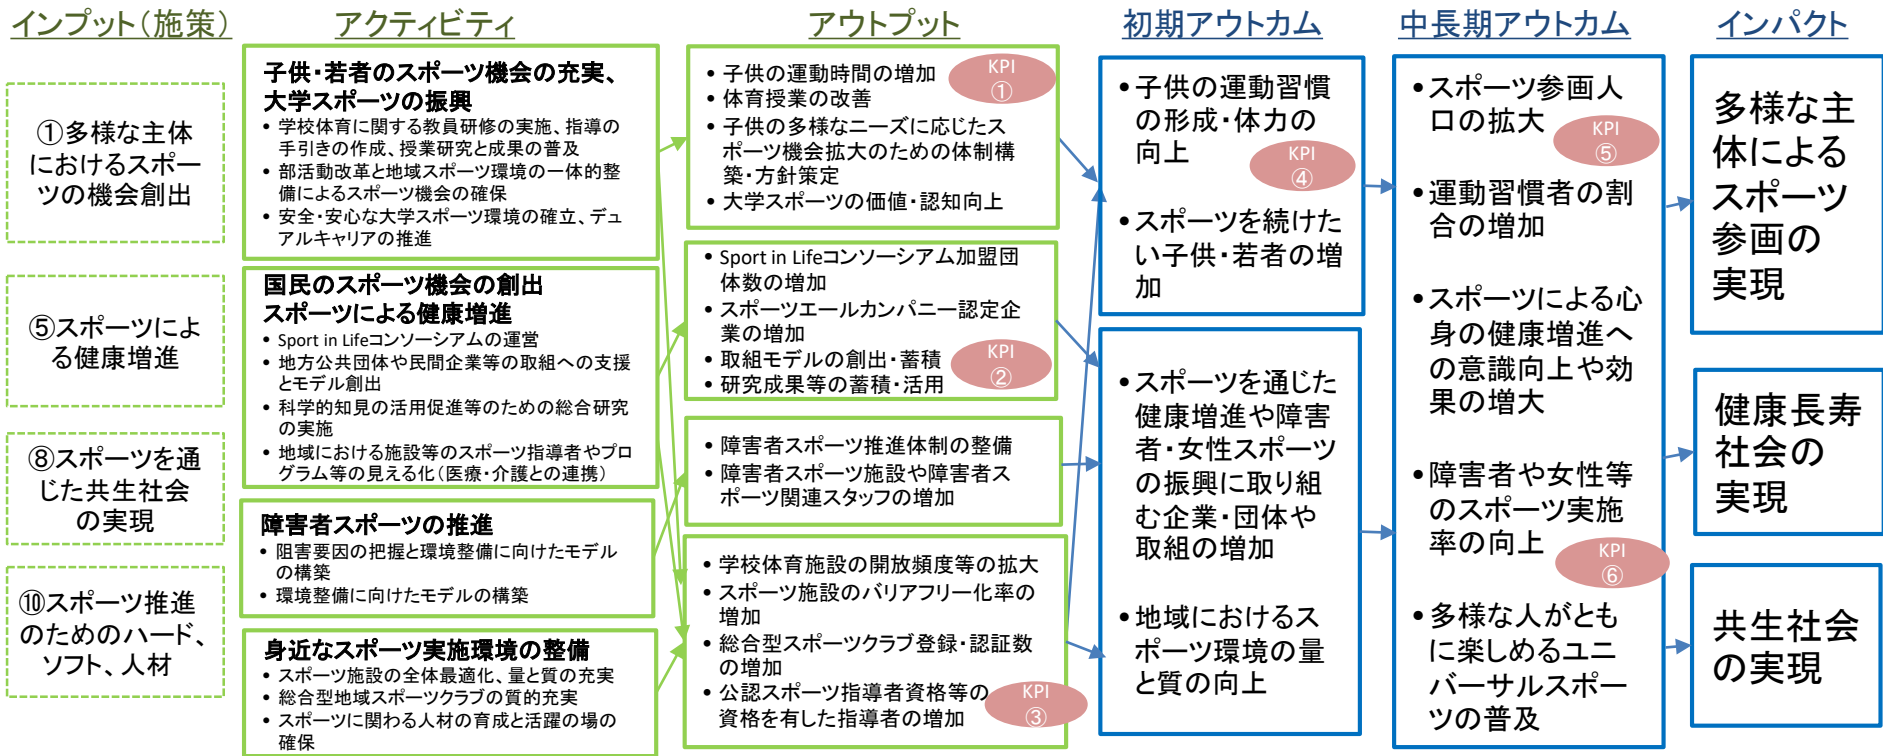 インプット(施策)
アクティビティ
アウトプット
初期アウトカム
中長期アウトカム
インパクト
①多様な主体
におけるスポー
ツの機会創出
⑤スポーツによ
る健康増進
⑧スポーツを通
じた共生社会
の実現
⑩スポーツ推進
のためのハード、
ソフト、人材
子供・若者のスポーツ機会の充実、
大学スポーツの振興
• 学校体育に関する教員研修の実施、指導の
手引きの作成、授業研究と成果の普及
• 部活動改革と地域スポーツ環境の一体的整
備によるスポーツ機会の確保
• 安全・安心な大学スポーツ環境の確立、デュ
アルキャリアの推進
国民のスポーツ機会の創出
スポーツによる健康増進
• Sport in Lifeコンソーシアムの運営
• 地方公共団体や民間企業等の取組への支援
とモデル創出
• 科学的知見の活用促進等のための総合研究
の実施
• 地域における施設等のスポーツ指導者やプロ
グラム等の見える化(医療・介護との連携)
障害者スポーツの推進
• 阻害要因の把握と環境整備に向けたモデル
の構築
• 環境整備に向けたモデルの構築
身近なスポーツ実施環境の整備
• スポーツ施設の全体最適化、量と質の充実
• 総合型地域スポーツクラブの質的充実
• スポーツに関わる人材の育成と活躍の場の
確保
• 子供の運動時間の増加
• 体育授業の改善
• 子供の多様なニーズに応じたス
ポーツ機会拡大のための体制構
築・方針策定
• 大学スポーツの価値・認知向上
KPI
①
• Sport in Lifeコンソーシアム加盟団
体数の増加
• スポーツエールカンパニー認定企
業の増加
• 取組モデルの創出・蓄積
• 研究成果等の蓄積・活用
KPI
②
• 障害者スポーツ推進体制の整備
• 障害者スポーツ施設や障害者ス
ポーツ関連スタッフの増加
• 学校体育施設の開放頻度等の拡大
• スポーツ施設のバリアフリー化率の
増加
• 総合型スポーツクラブ登録・認証数
の増加
• 公認スポーツ指導者資格等の
資格を有した指導者の増加
KPI
③
• 子供の運動習慣
の形成・体力の
向上
KPI
④
• スポーツを続けた
い子供・若者の増
加
• スポーツを通じた
健康増進や障害
者・女性スポーツ
の振興に取り組
む企業・団体や
取組の増加
• 地域におけるス
ポーツ環境の量
と質の向上
• スポーツ参画人
口の拡大
KPI
⑤
• 運動習慣者の割
合の増加
• スポーツによる心
身の健康増進へ
の意識向上や効
果の増大
• 障害者や女性等
のスポーツ実施
率の向上
KPI
⑥
• 多様な人がとも
に楽しめるユニ
バーサルスポー
ツの普及
多様な主
体による
スポーツ
参画の
実現
健康長寿
社会の
実現
共生社会
の実現